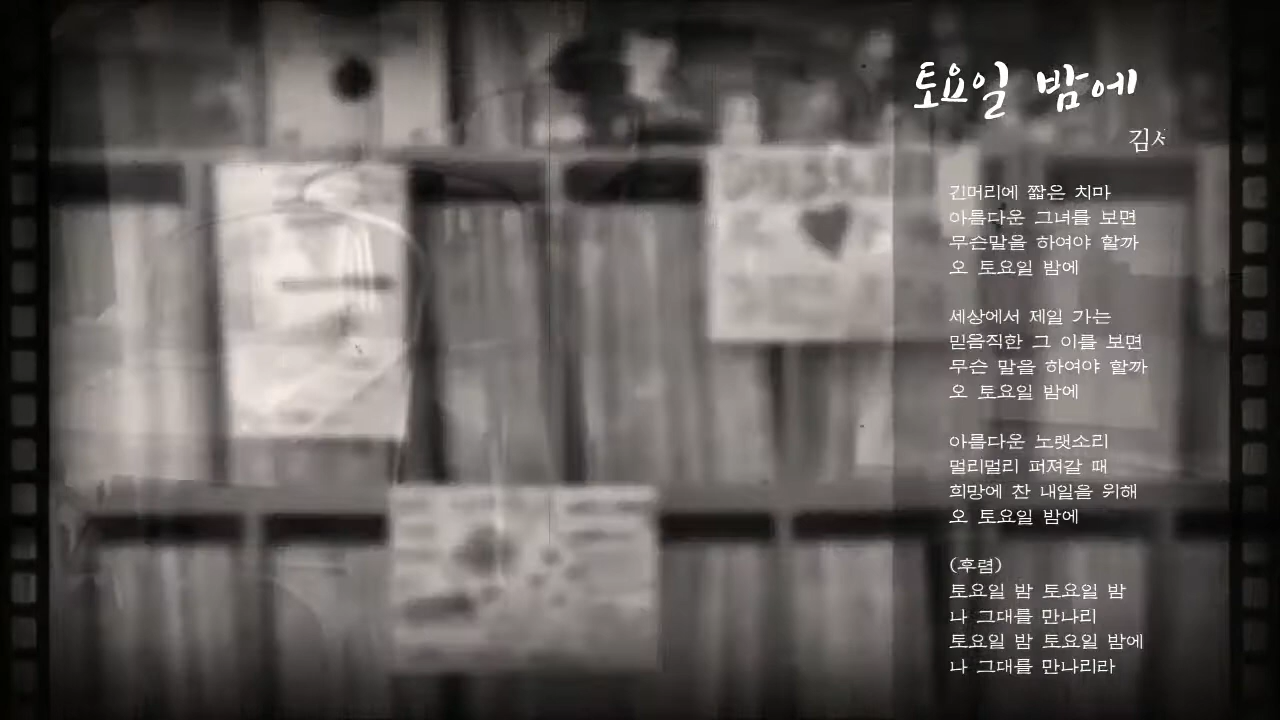 토요일 밤에
긴머리에 짧은 치마
아름다운 그녀를 보면
무슨말을 하여야 할까
오 토요일 밤에
세상에서 제일 가는
믿음직한 그 이를 보면
무슨 말을 하여야 할까
오 토요일 밤에
아름다운 노랫소리
멀리멀리 퍼져갈 때
희망에 찬 내일을 위해
오 토요일 밤에
(후렴)
토요일 밤 토요일 밤
나 그대를 만나리
토요일 밤 토요일 밤에
나 그대를 만나리라